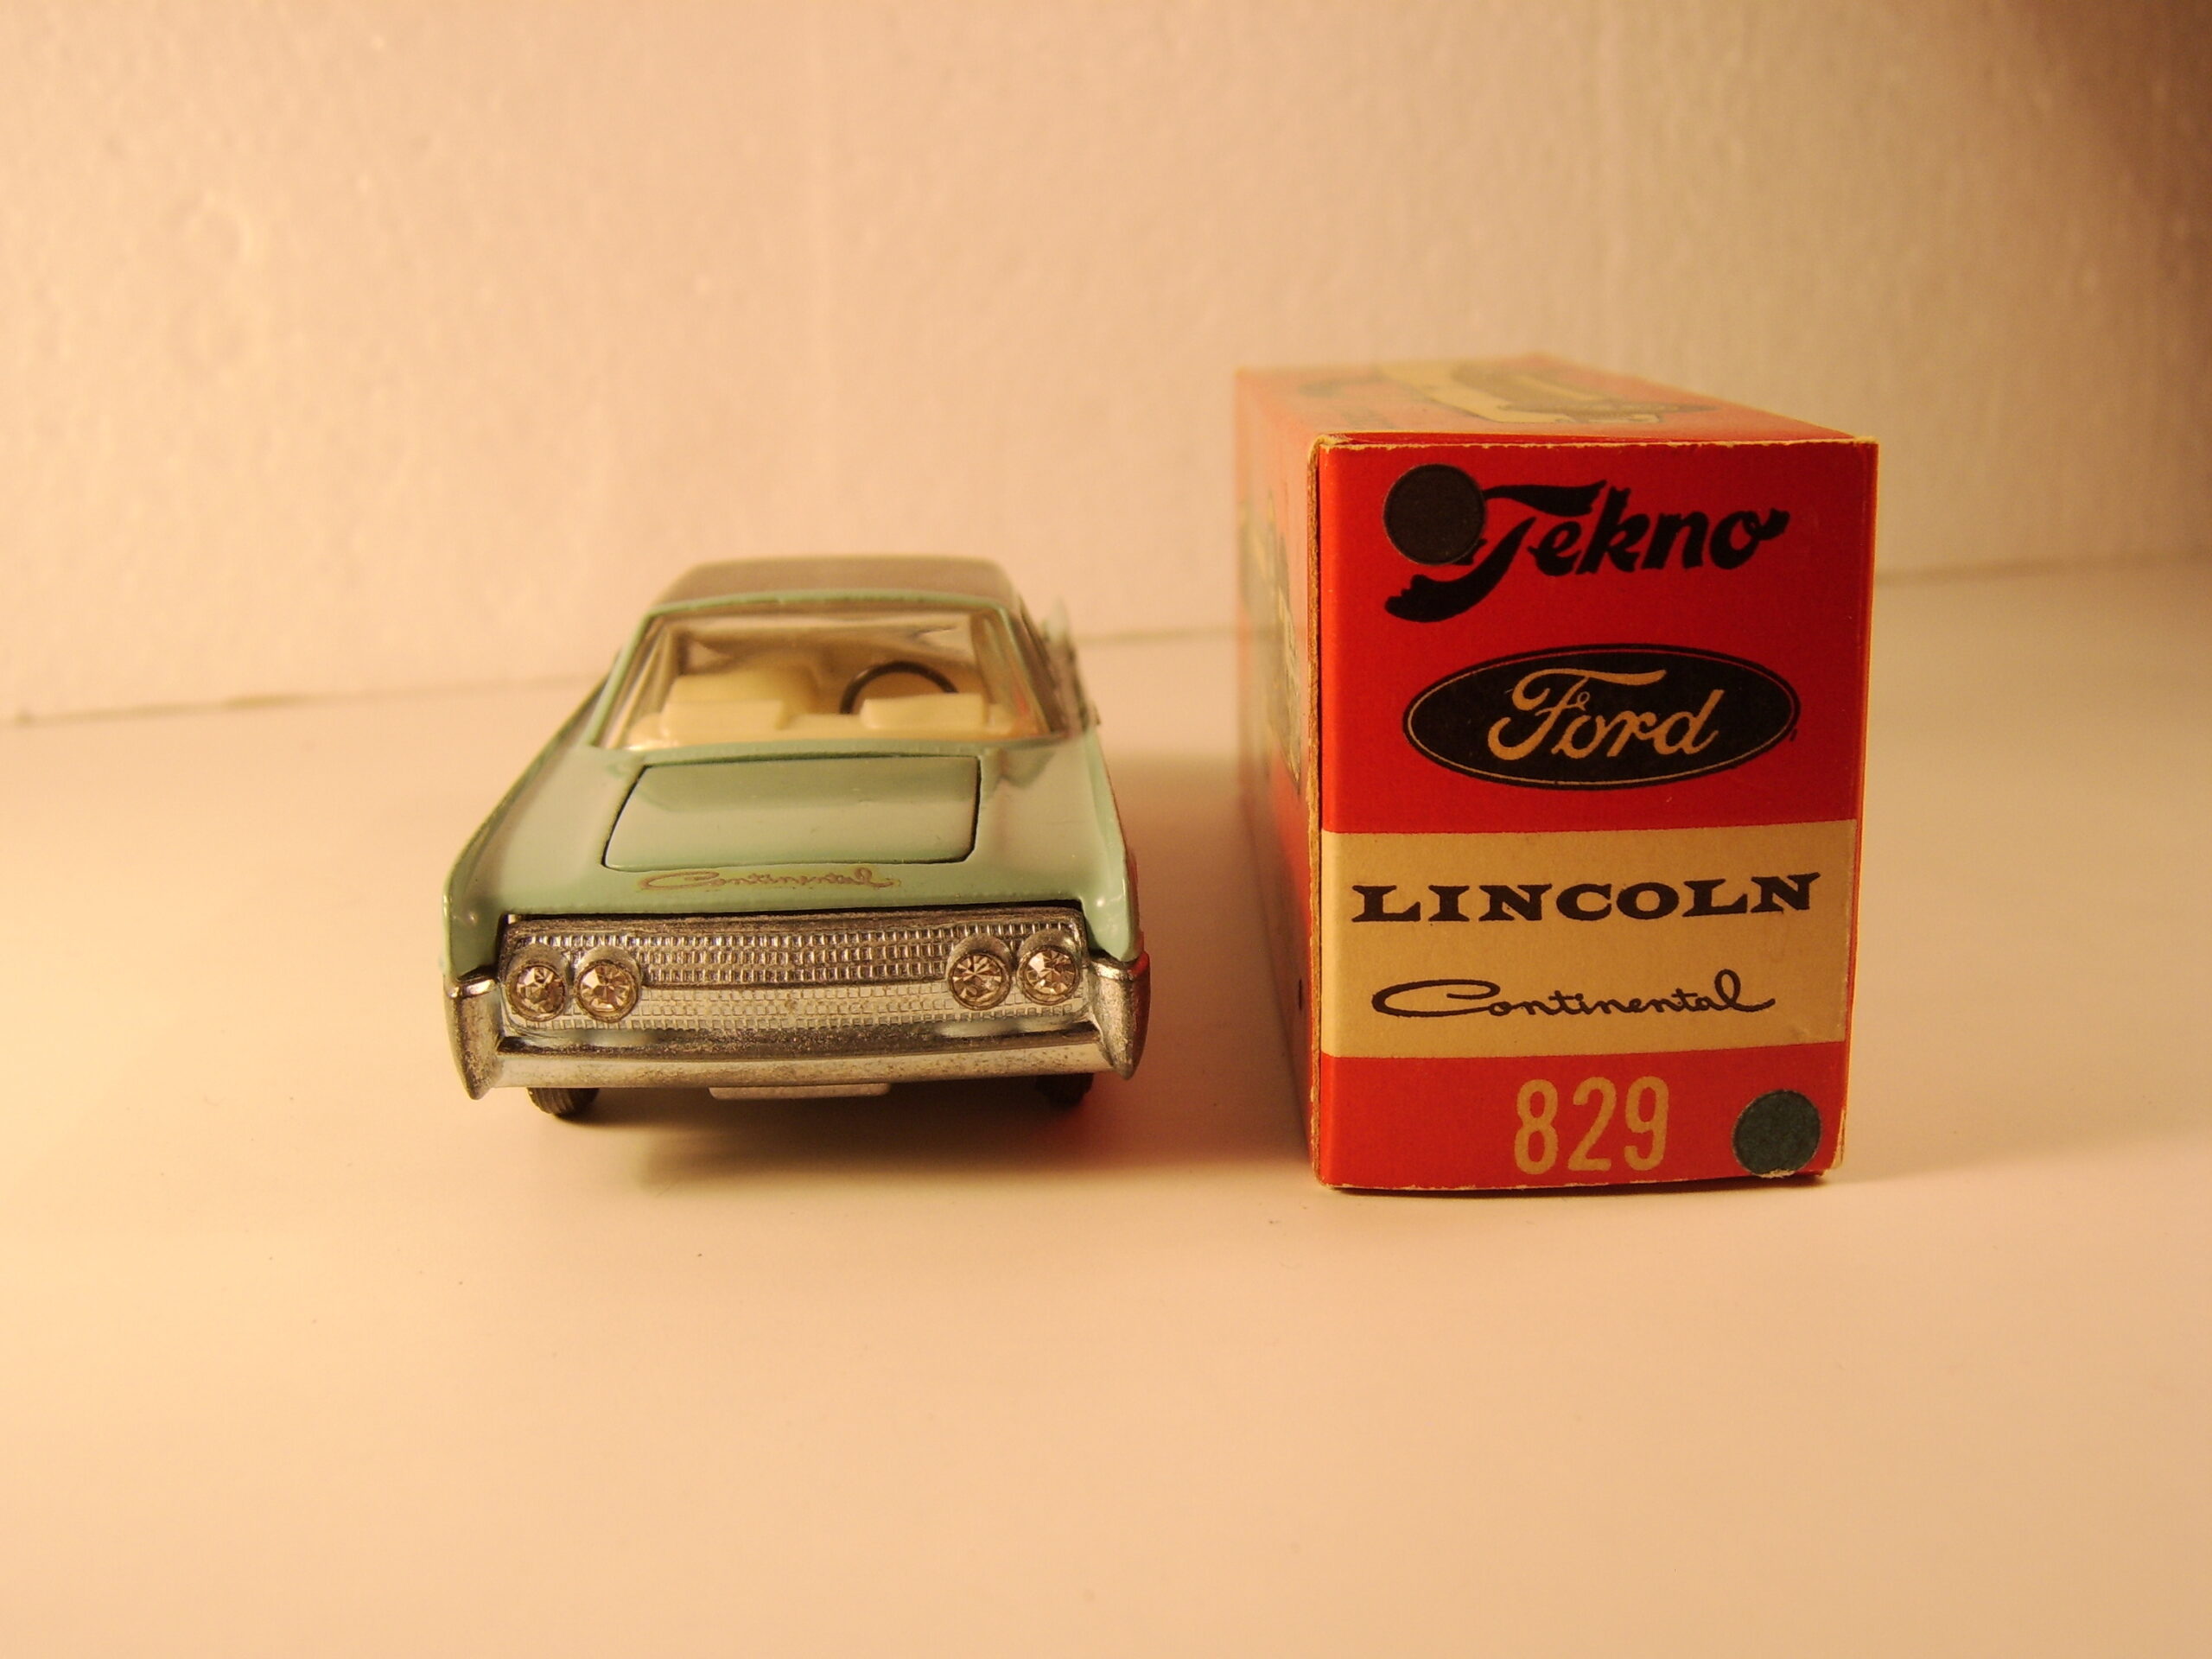 Tekno
Ford
LINCOLN
Continental
829
Continental